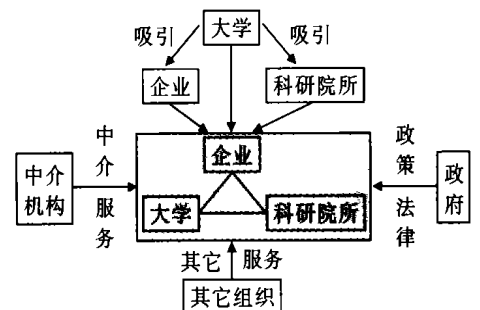 大学
吸引
吸引
企业
科研院所
中介服务
企业
政策法律
中介
机构
大学
科研院所
政府
其它
服务
其它组织